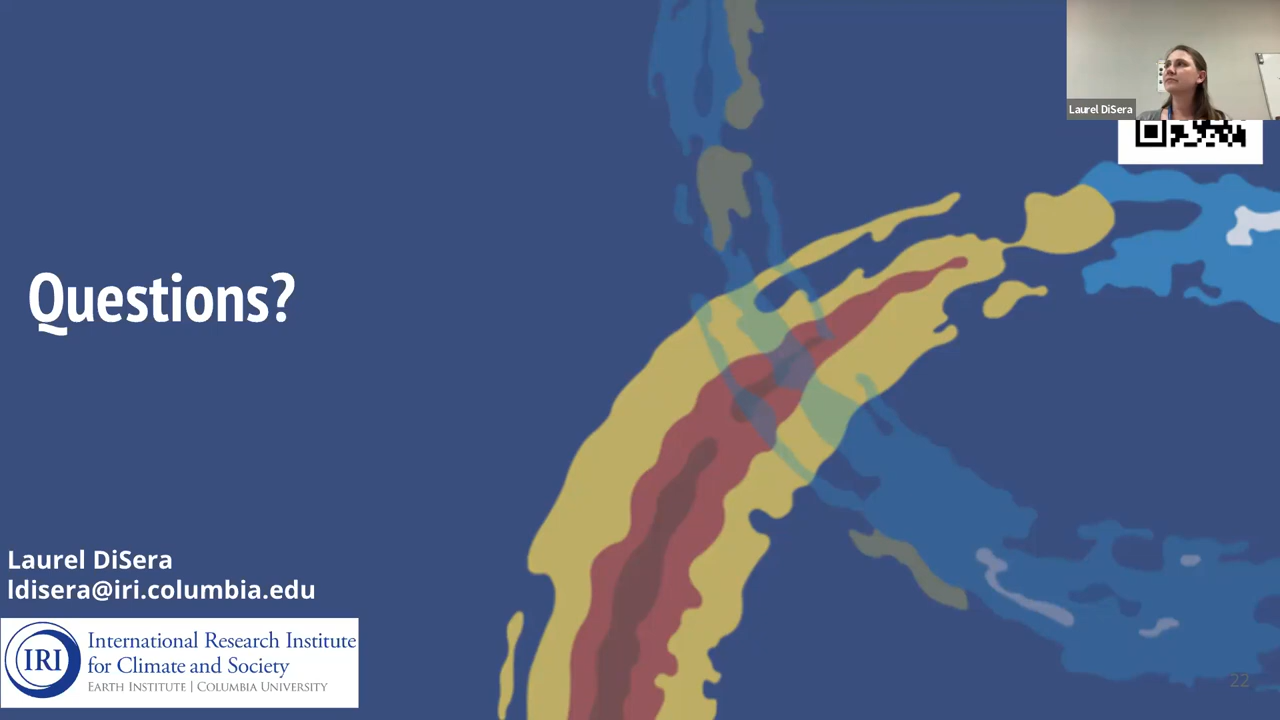 Laurel DiSera
Questions?
Laurel DiSera
ldisera@iri.columbia.edu
IRI
International Research Institute
for Climate and Society
EARTH INSTITUTE | COLUMBIA UNIVERSITY
22